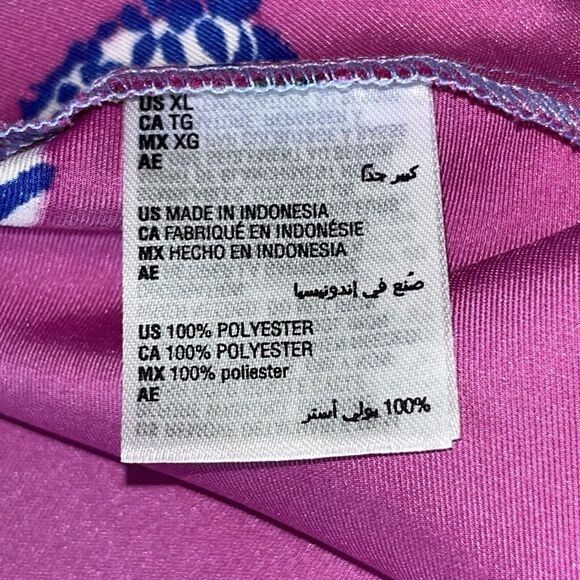 US XL
CA TG
MX XG
AE
كبير جدًا
US MADE IN INDONESIA
CA FABRIQUÉ EN INDONÉSIE
MX HECHO EN INDONESIA
AE
صُنع في إندونيسيا
US 100% POLYESTER
CA 100% POLYESTER
MX 100% poliester
AE
100% بولي أستر